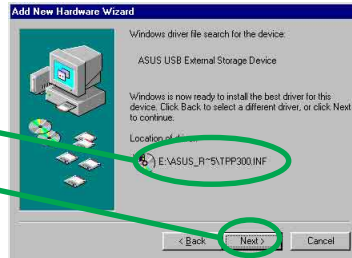 Add New Hardware Wizard
Windows driver file search for the device:
ASUS USB External Storage Device
Windows is now ready to install the best driver for this
device. Click Back to select a different driver, or click Next
to continue.
Location of driver:
E:\ASUS_R~5\TPP300.INF
< Back
Next >
Cancel